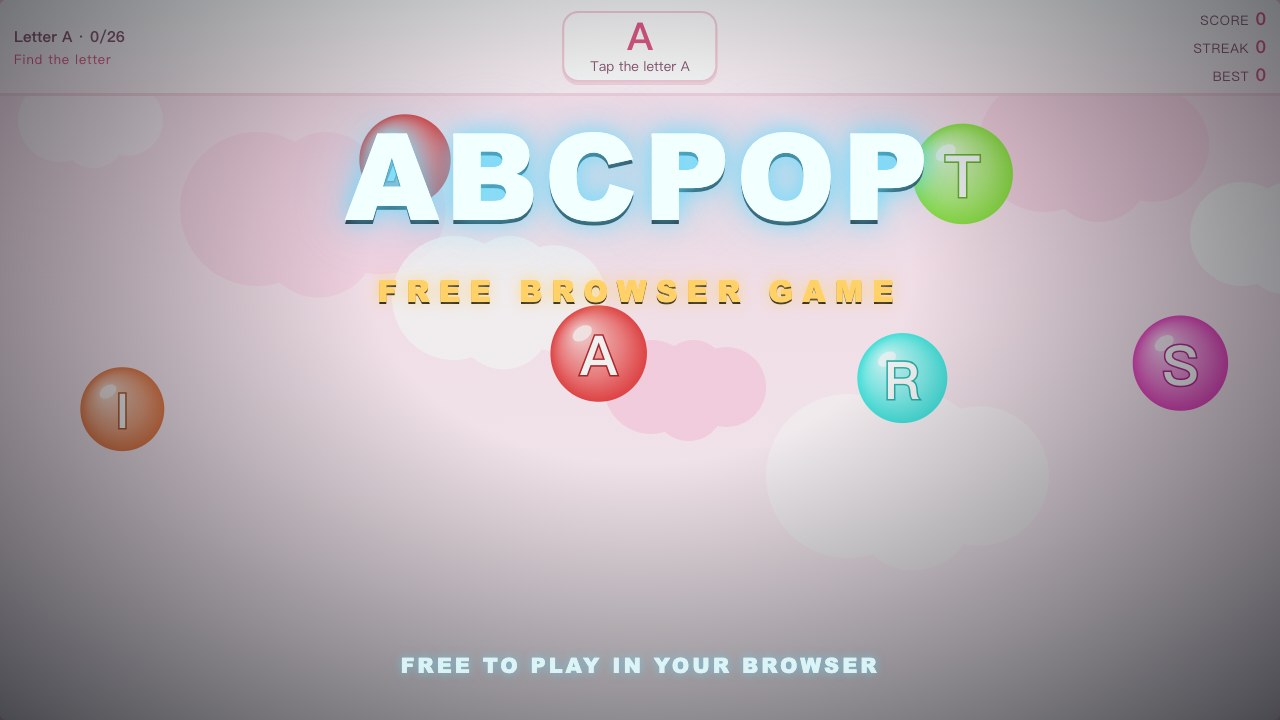 Letter A · 0/26
Find the letter
A
Tap the letter A
SCORE 0
STREAK 0
BEST 0
A
ABCPOP
T
FREE BROWSER GAME
A
R
S
I
FREE TO PLAY IN YOUR BROWSER